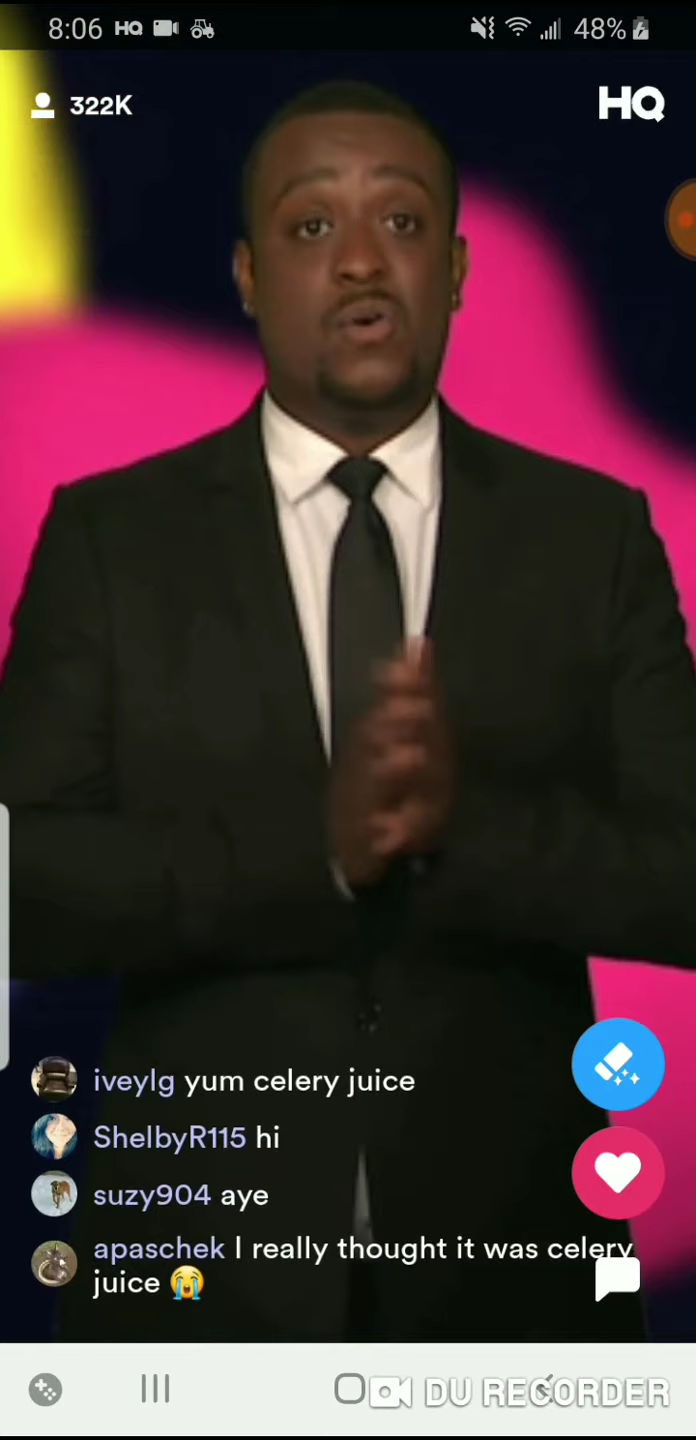 8:06 HQ 48%
322K HQ
iveylg yum celery juice
ShelbyR115 hi
suzy904 aye
apaschek I really thought it was celery
juice 😭
DU RECORDER